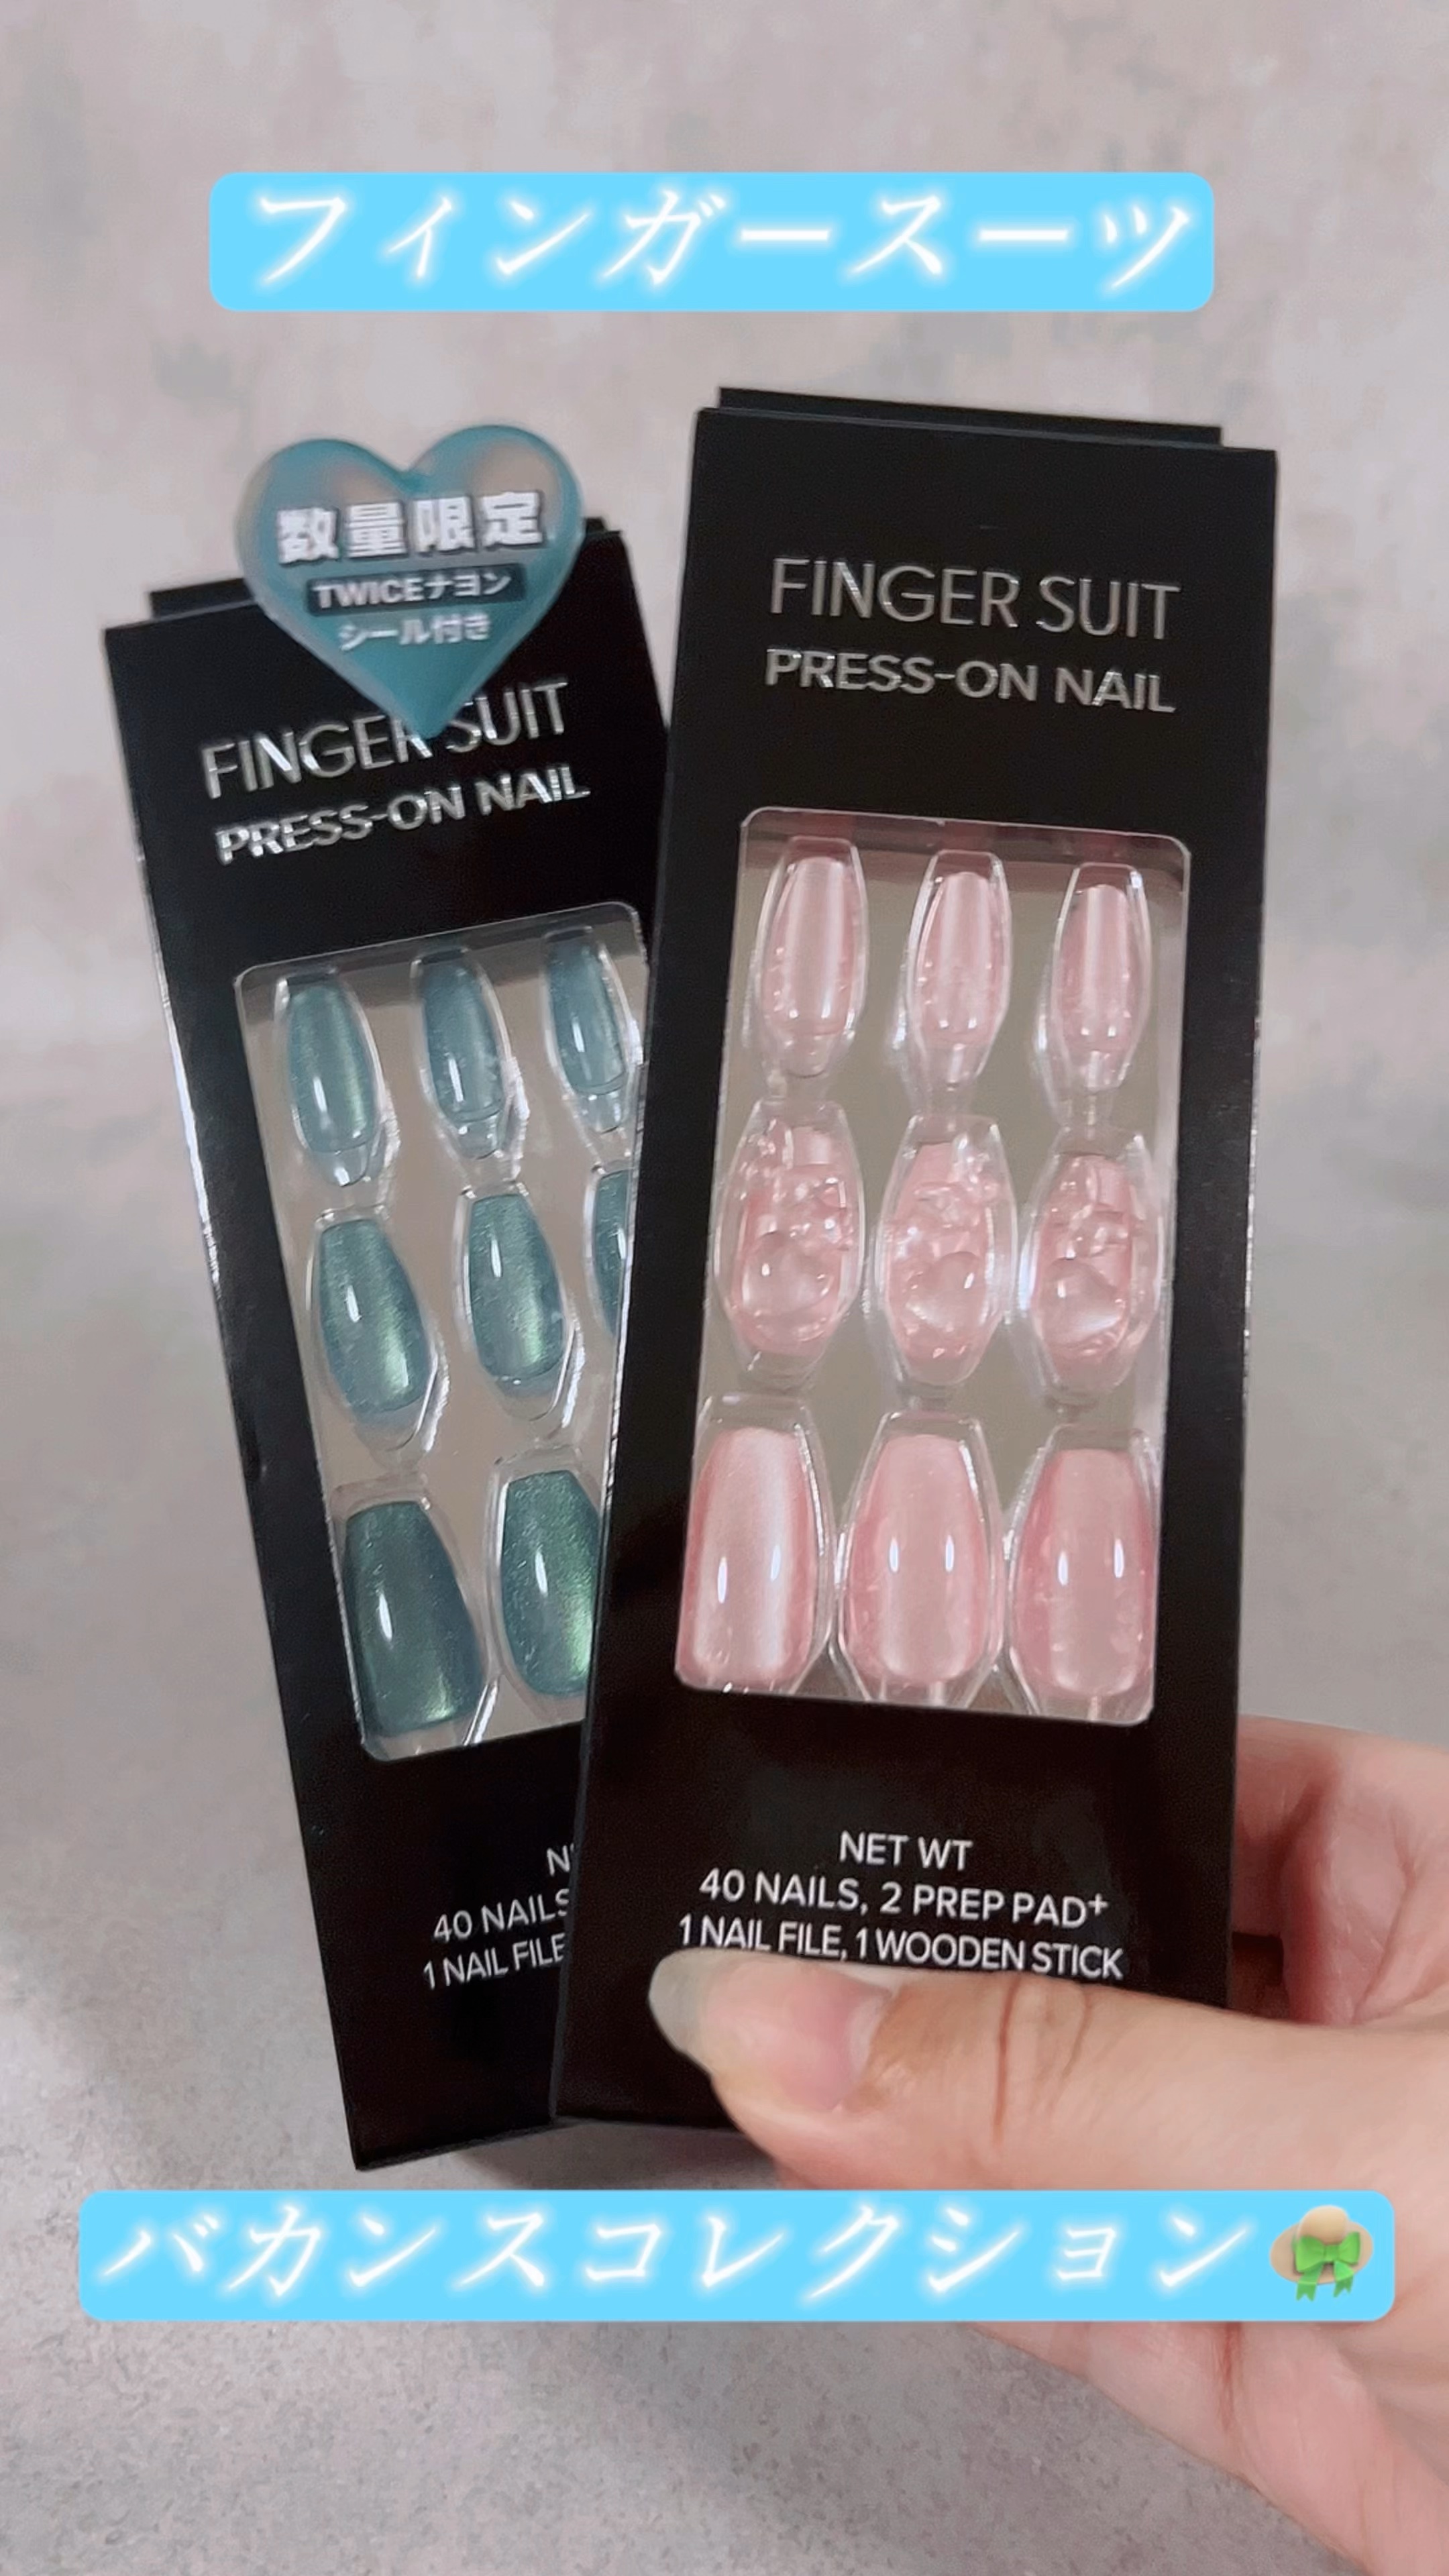 フィンガースーツ
数量限定
TWICEナヨン
シール付き
FINGER SUIT
PRESS-ON NAIL
40 NAILS
1 NAIL FILE
FINGER SUIT
PRESS-ON NAIL
NET WT
40 NAILS, 2 PREP PAD+
1 NAIL FILE, 1 WOODEN STICK
バカンスコレクション👒